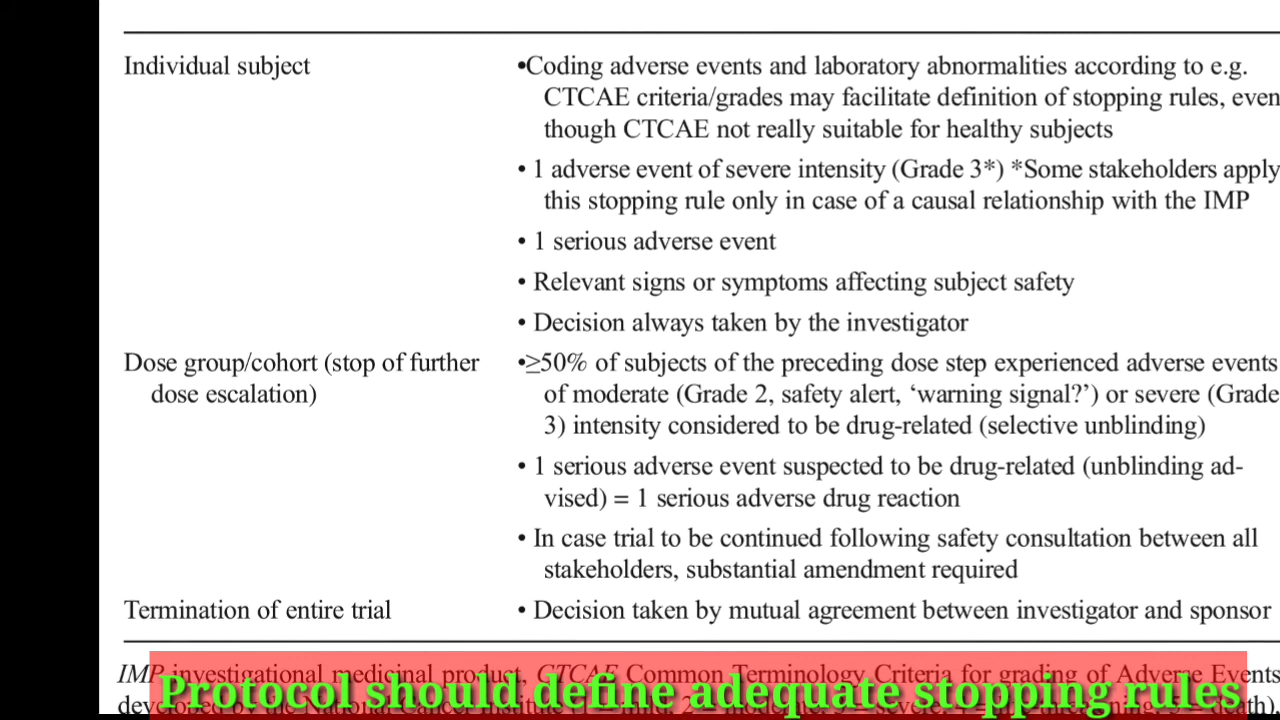 Individual subject
•Coding adverse events and laboratory abnormalities according to e.g.
CTCAE criteria/grades may facilitate definition of stopping rules, even
though CTCAE not really suitable for healthy subjects
• 1 adverse event of severe intensity (Grade 3*) *Some stakeholders apply
this stopping rule only in case of a causal relationship with the IMP
• 1 serious adverse event
• Relevant signs or symptoms affecting subject safety
• Decision always taken by the investigator
Dose group/cohort (stop of further
dose escalation)
•≥50% of subjects of the preceding dose step experienced adverse events
of moderate (Grade 2, safety alert, ‘warning signal?’) or severe (Grade
3) intensity considered to be drug-related (selective unblinding)
• 1 serious adverse event suspected to be drug-related (unblinding ad-
vised) = 1 serious adverse drug reaction
• In case trial to be continued following safety consultation between all
stakeholders, substantial amendment required
Termination of entire trial
• Decision taken by mutual agreement between investigator and sponsor
IMP investigational medicinal product, CTCAE Common Terminology Criteria for grading of Adverse Events
Protocol should define adequate stopping rules